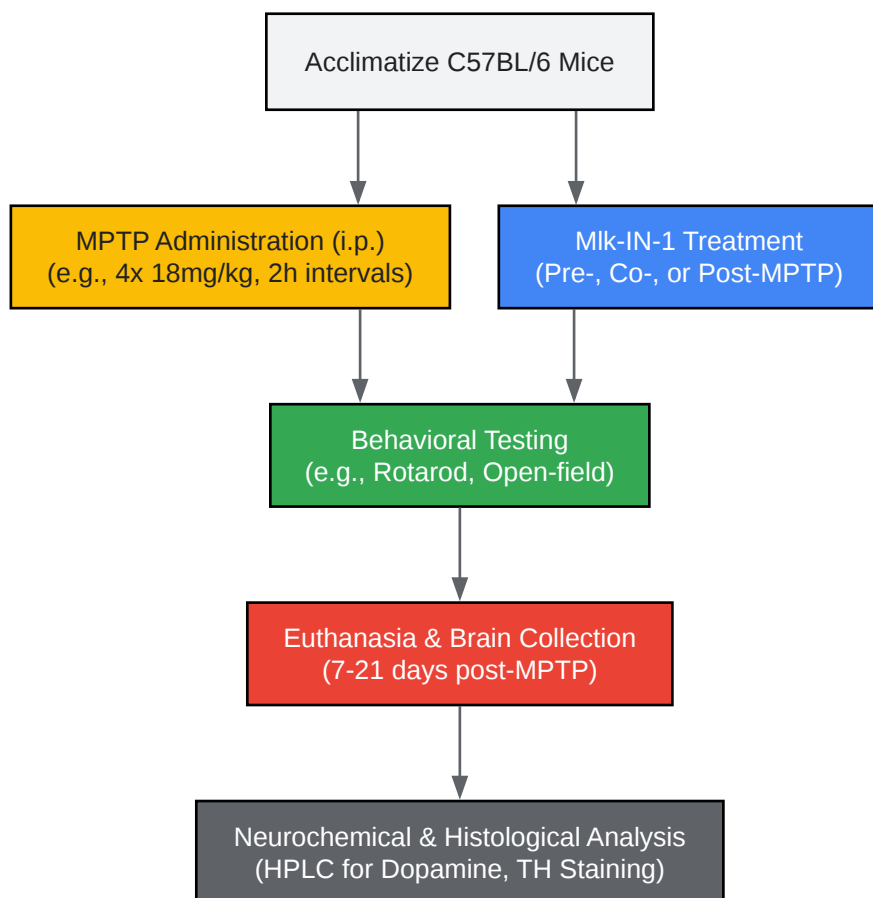 Acclimatize C57BL/6 Mice
MPTP Administration (i.p.)
(e.g., 4x 18mg/kg, 2h intervals)
Mlk-IN-1 Treatment
(Pre-, Co-, or Post-MPTP)
Behavioral Testing
(e.g., Rotarod, Open-field)
Euthanasia & Brain Collection
(7-21 days post-MPTP)
Neurochemical & Histological Analysis
(HPLC for Dopamine, TH Staining)